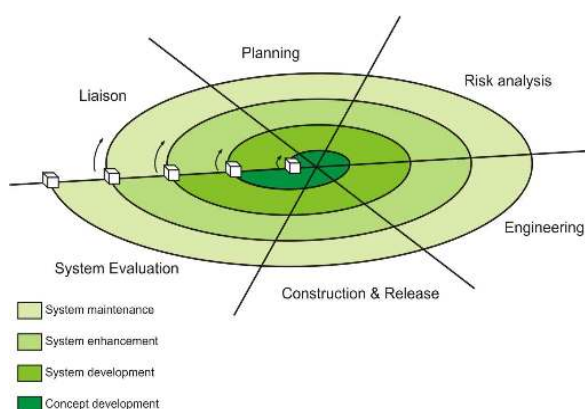 Planning
Risk analysis
Liaison
Engineering
System Evaluation
Construction & Release
System maintenance
System enhancement
System development
Concept development